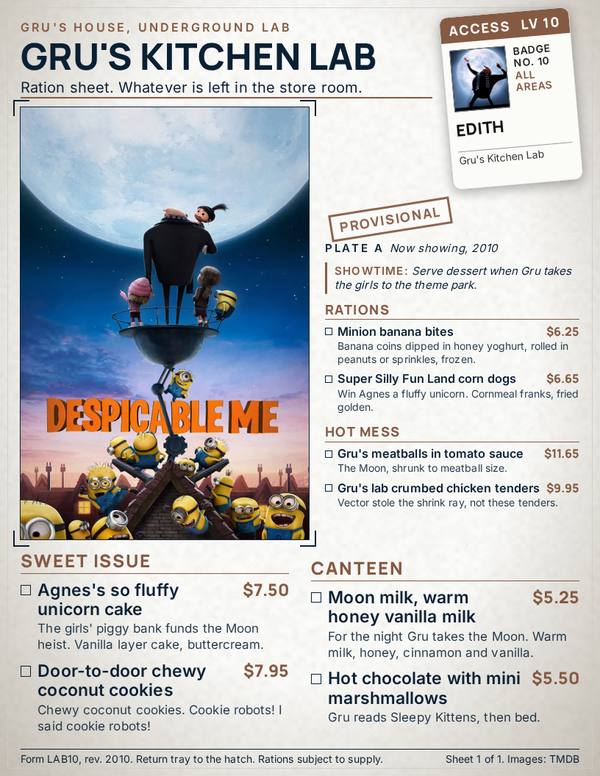 GRU'S HOUSE, UNDERGROUND LAB
GRU'S KITCHEN LAB
Ration sheet. Whatever is left in the store room.
ACCESS LV 10
BADGE
NO. 10
ALL
AREAS
EDITH
Gru's Kitchen Lab
DESPICABLE ME
PROVISIONAL
PLATE A Now showing, 2010
SHOWTIME: Serve dessert when Gru takes
the girls to the theme park.
RATIONS
Minion banana bites $6.25
Banana coins dipped in honey yoghurt, rolled in
peanuts or sprinkles, frozen.
Super Silly Fun Land corn dogs $6.65
Win Agnes a fluffy unicorn. Cornmeal franks, fried
golden.
HOT MESS
Gru's meatballs in tomato sauce $11.65
The Moon, shrunk to meatball size.
Gru's lab crumbed chicken tenders $9.95
Vector stole the shrink ray, not these tenders.
SWEET ISSUE
Agnes's so fluffy $7.50
unicorn cake
The girls' piggy bank funds the Moon
heist. Vanilla layer cake, buttercream.
Door-to-door chewy $7.95
coconut cookies
Chewy coconut cookies. Cookie robots! I
said cookie robots!
CANTEEN
Moon milk, warm $5.25
honey vanilla milk
For the night Gru takes the Moon. Warm
milk, honey, cinnamon and vanilla.
Hot chocolate with mini $5.50
marshmallows
Gru reads Sleepy Kittens, then bed.
Form LAB10, rev. 2010. Return tray to the hatch. Rations subject to supply.
Sheet 1 of 1. Images: TMDB